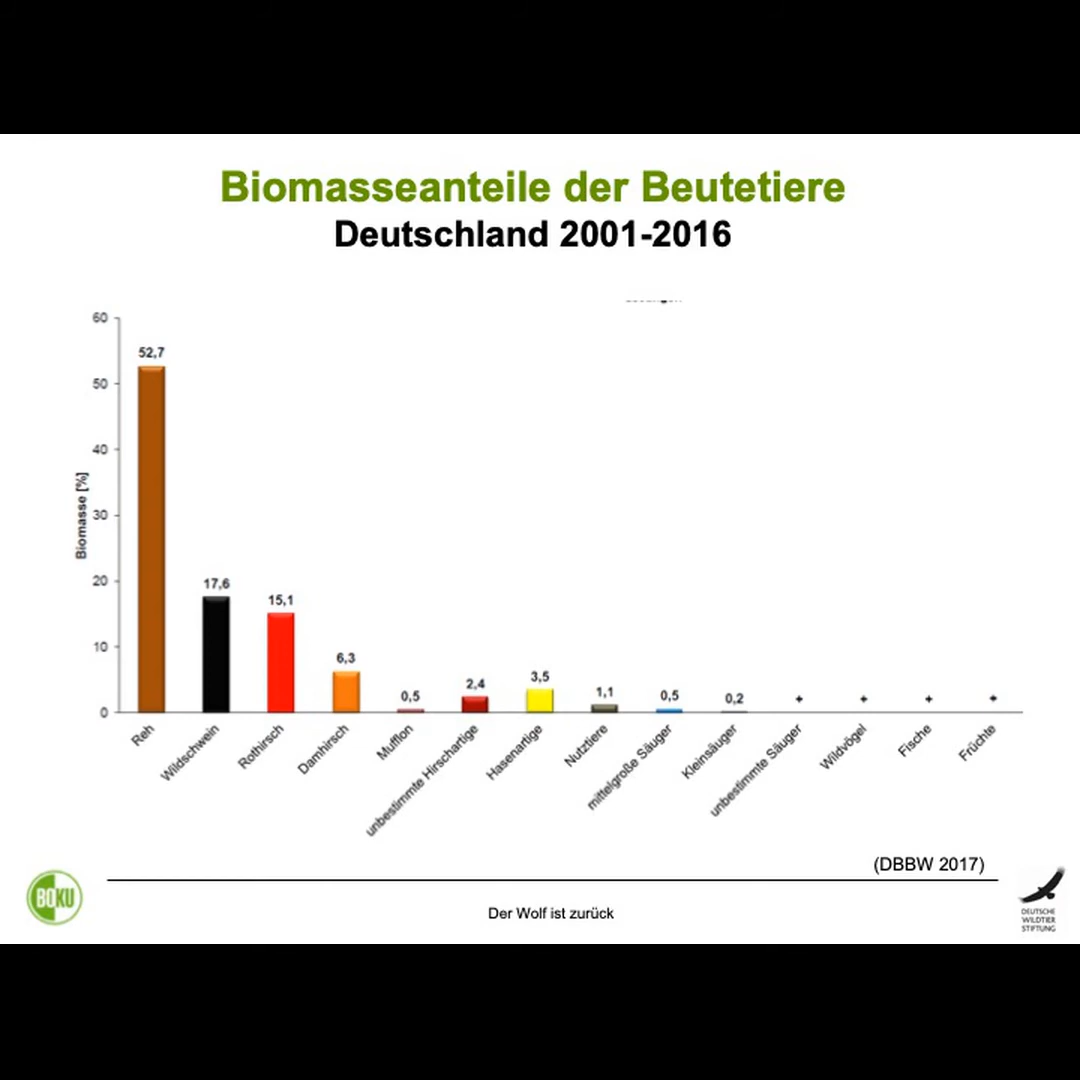 Biomasseanteile der Beutetiere
Deutschland 2001-2016
60
50
40
30
20
10
0
Biomasse [%]
52,7
17,6
15,1
6,3
0,5
2,4
3,5
1,1
0,5
0,2
+
+
+
+
Reh
Wildschwein
Rothirsch
Damhirsch
Mufflon
unbestimmte Hirschartige
Hasenartige
Nutztiere
mittelgroße Säuger
Kleinsäuger
unbestimmte Säuger
Wildvögel
Fische
Früchte
(DBBW 2017)
BOKU
Der Wolf ist zurück
DEUTSCHE
WILDTIER
STIFTUNG